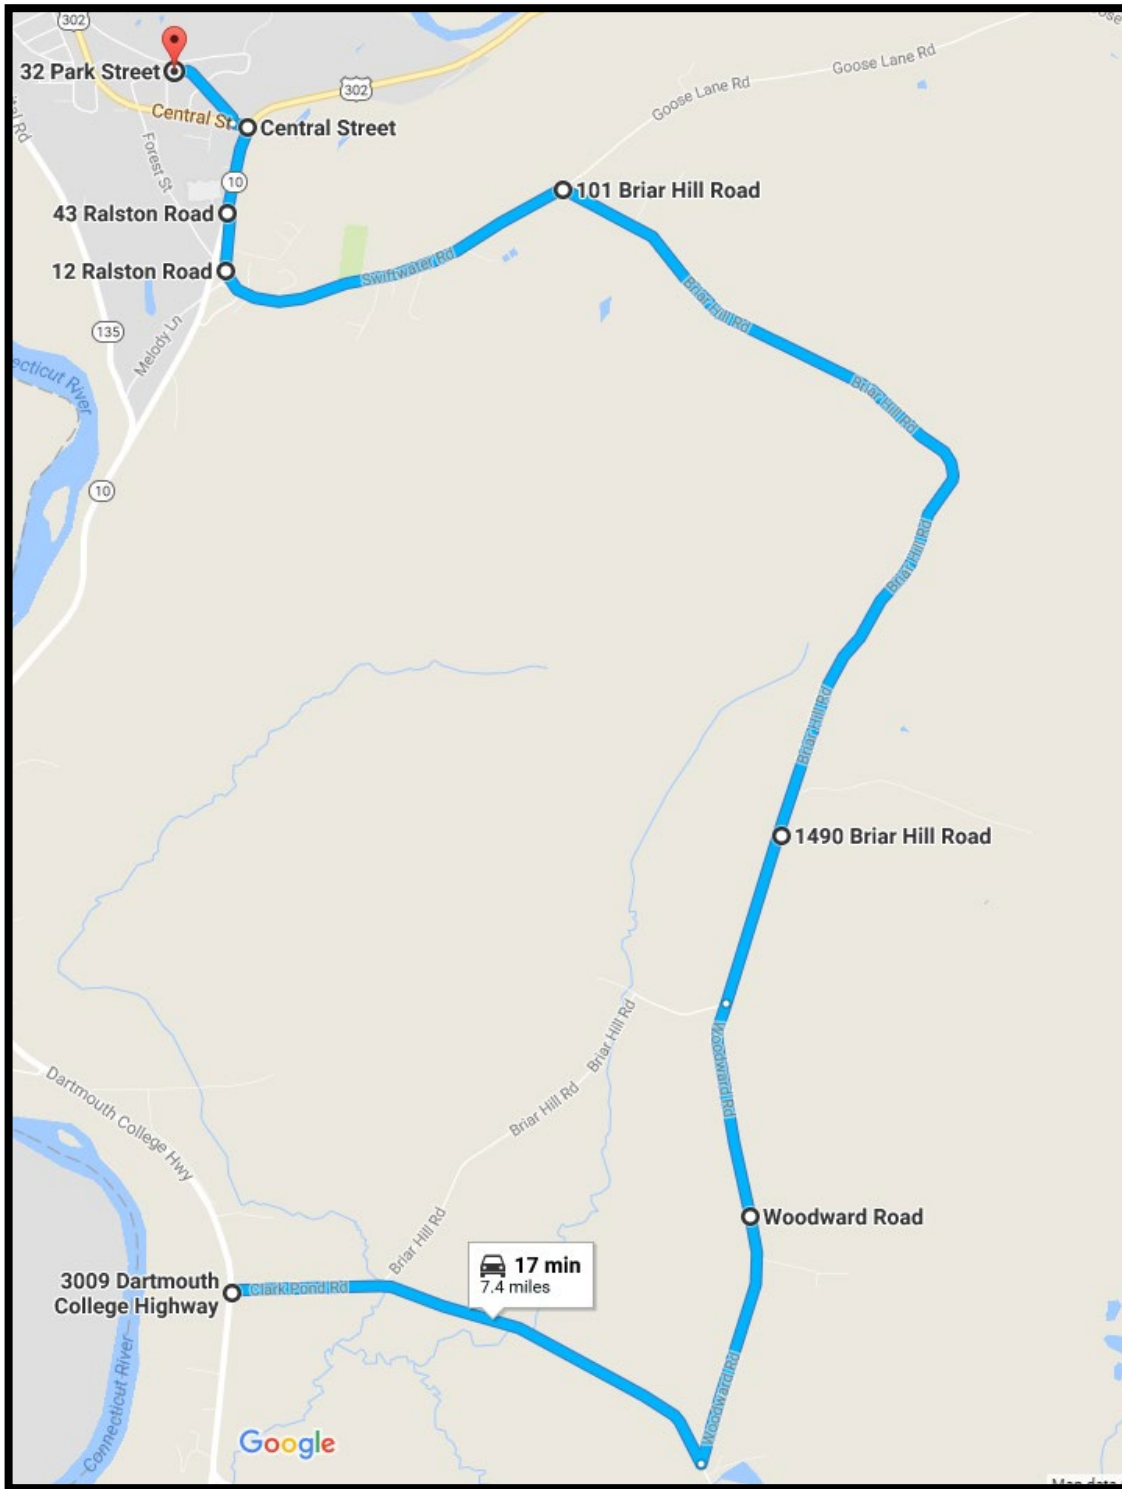 302
32 Park Street
302
Goose Lane Rd
Goose Lane Rd
Central St
Central Street
Forest St
10
101 Briar Hill Road
43 Ralston Road
12 Ralston Road
Swiftwater Rd
Briar Hill Rd
135
Melody Ln
Connecticut River
Briar Hill Rd
10
Briar Hill Rd
Briar Hill Rd
1490 Briar Hill Road
Briar Hill Rd
Woodward Rd
Dartmouth College Hwy
Briar Hill Rd
Woodward Road
Briar Hill Rd
17 min
7.4 miles
3009 Dartmouth
College Highway
Clark Pond Rd
Woodward Rd
Connecticut River
Google